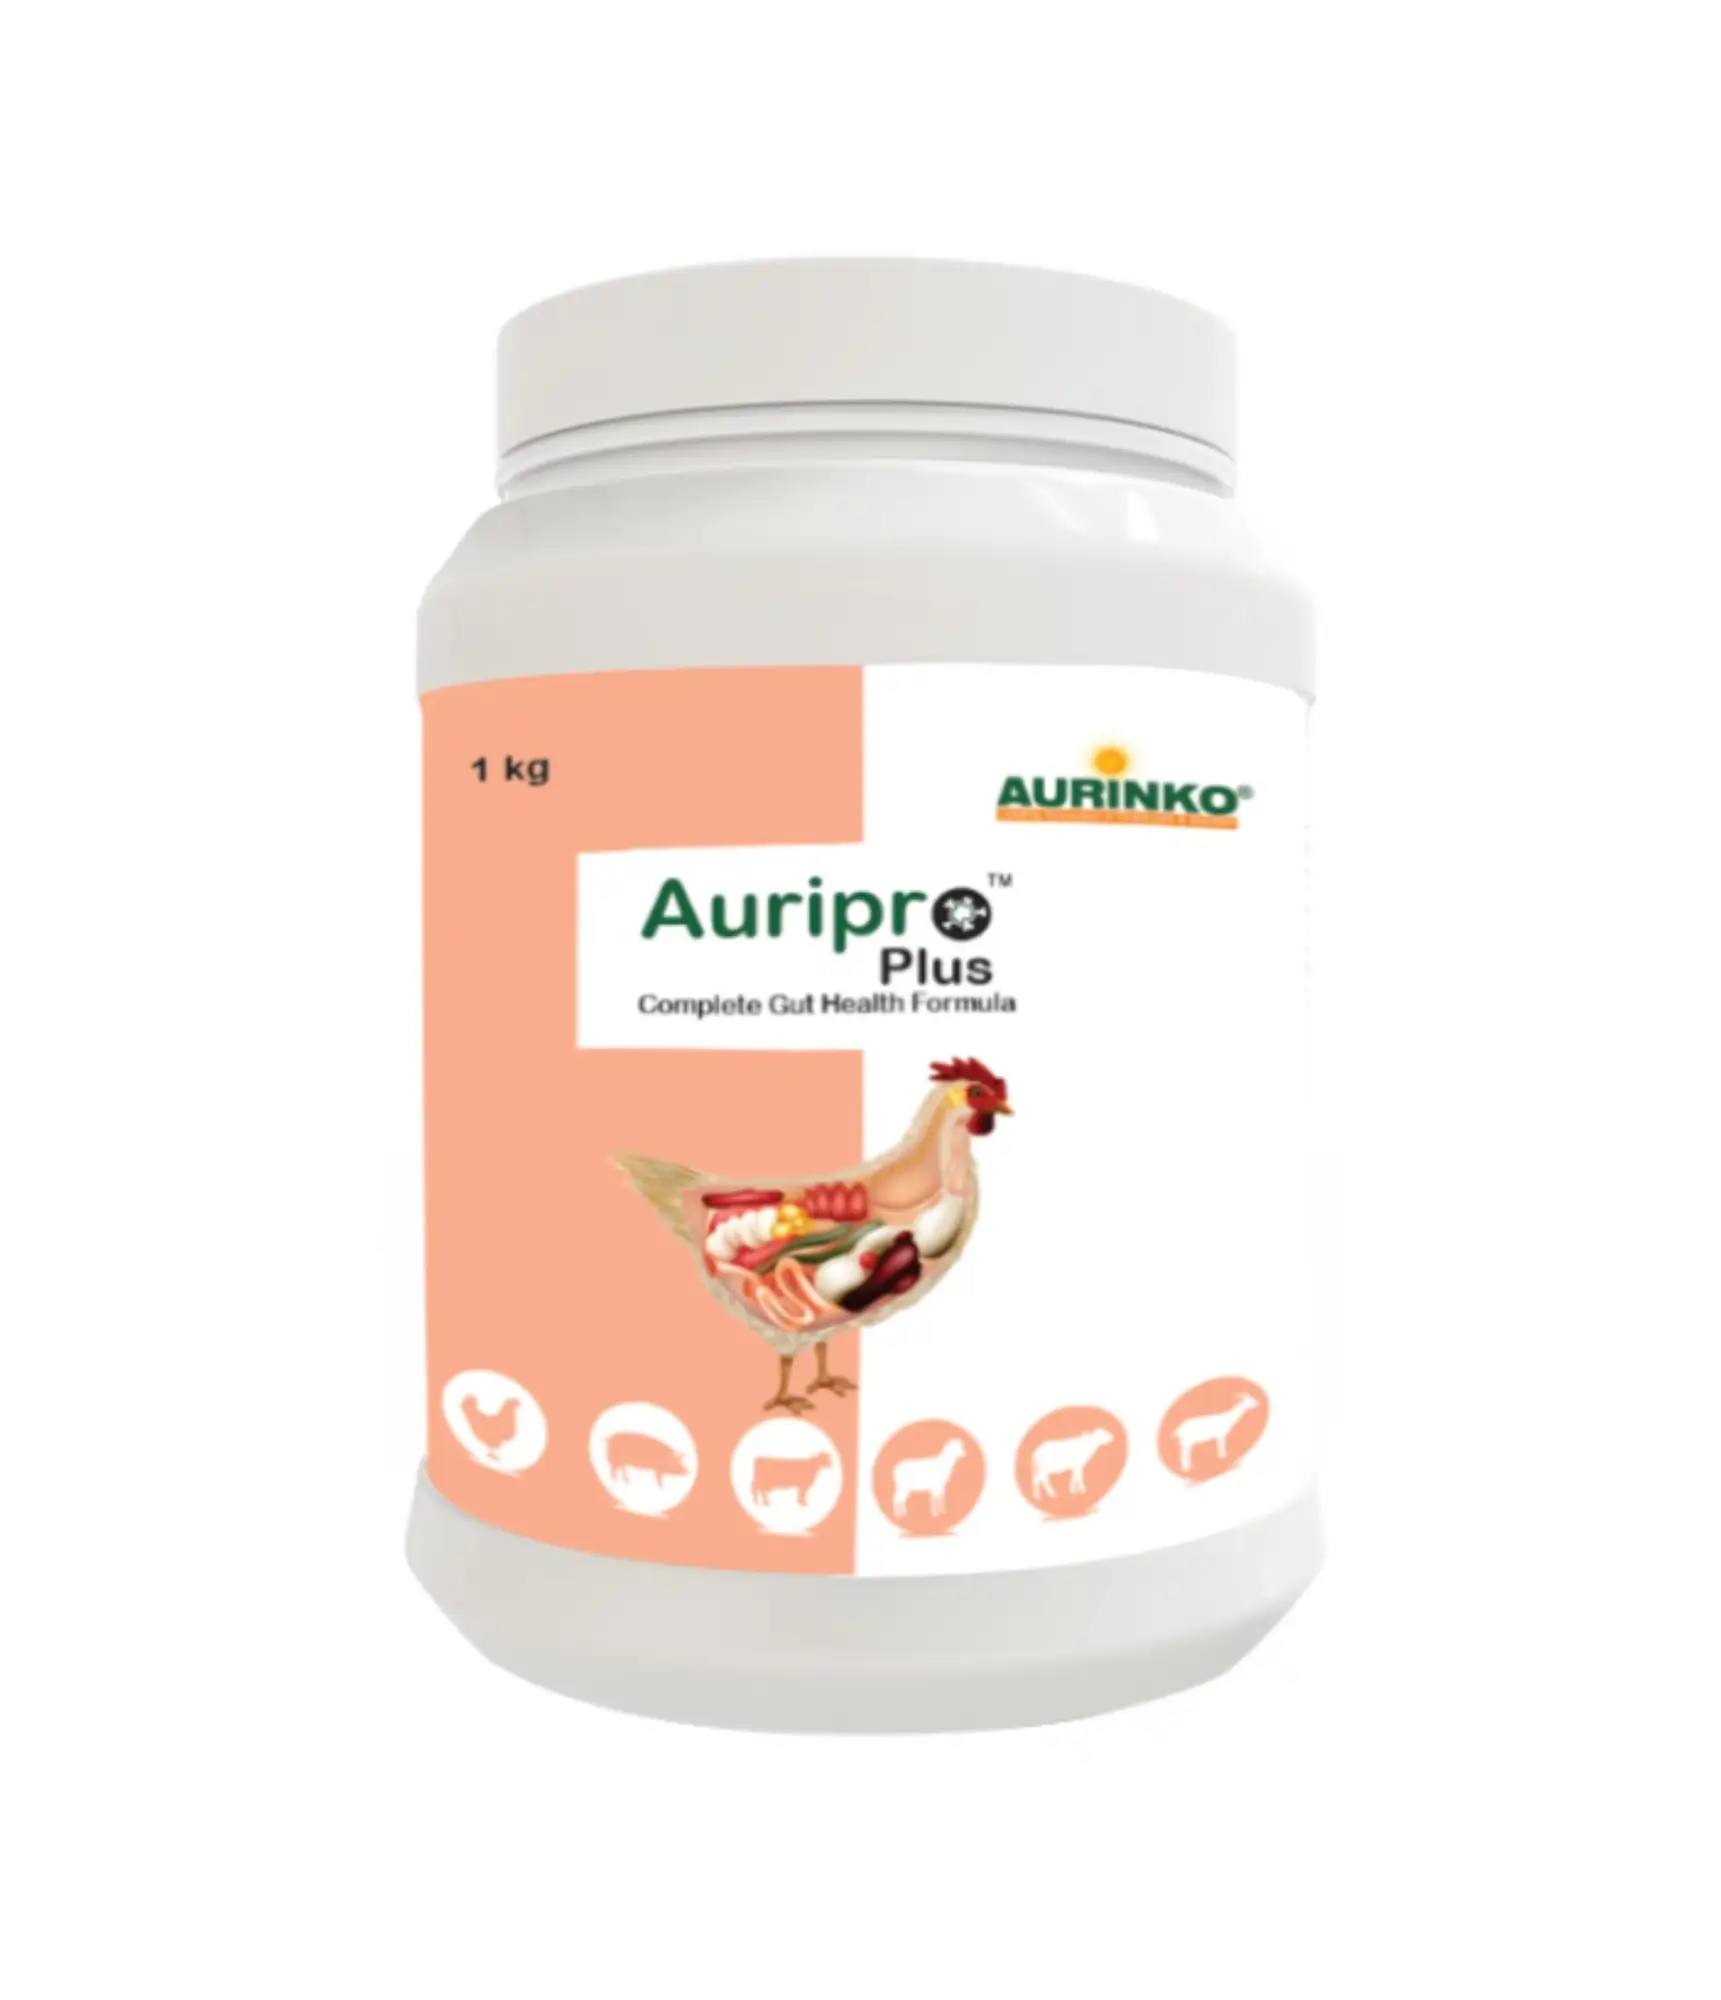 1 kg
AURINKO®
Auripro™
Plus
Complete Gut Health Formula